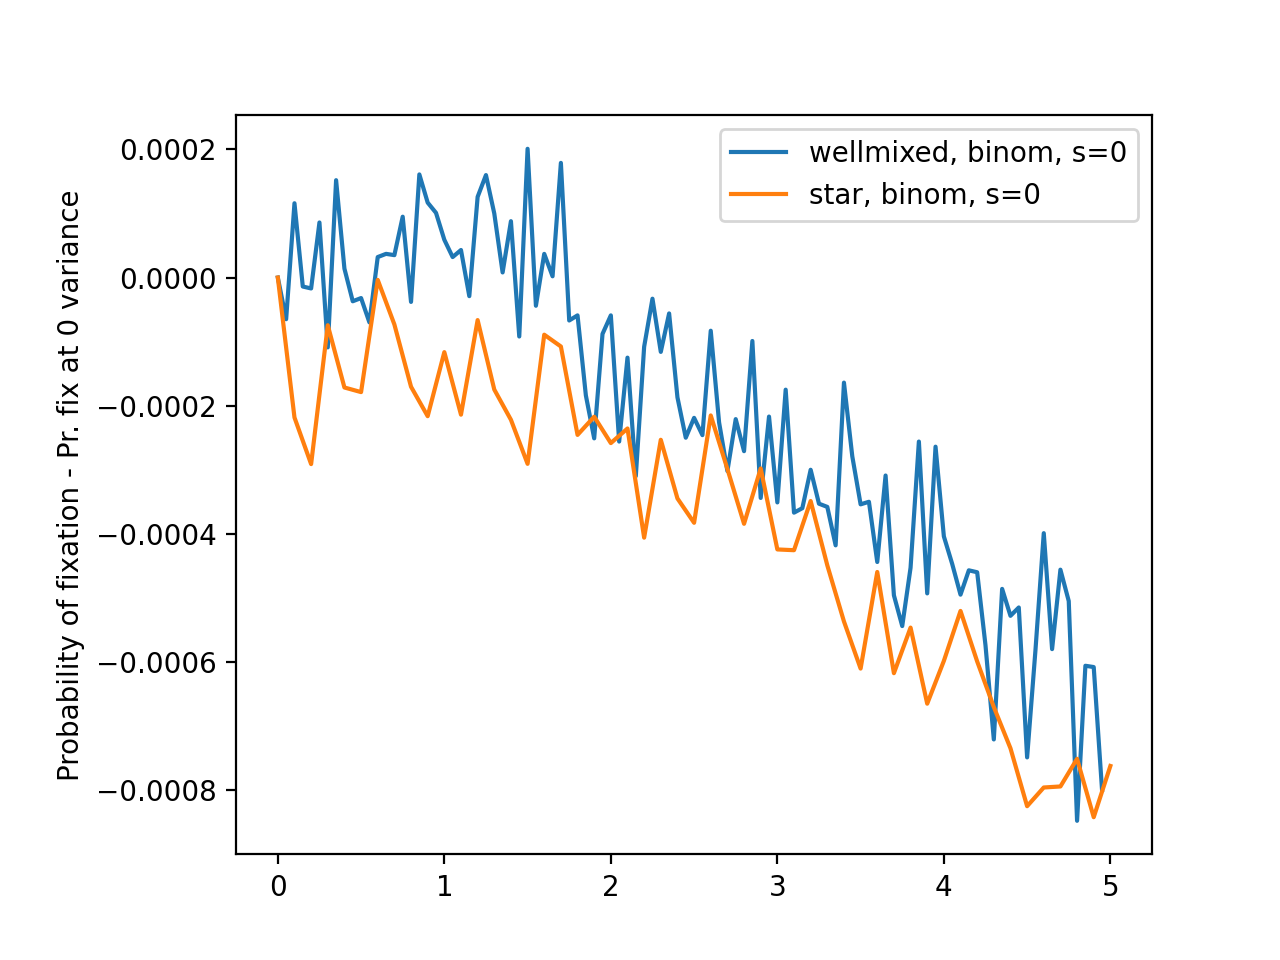 Probability of fixation - Pr. fix at 0 variance
0.0002
0.0000
−0.0002
−0.0004
−0.0006
−0.0008
wellmixed, binom, s=0
star, binom, s=0
0 1 2 3 4 5